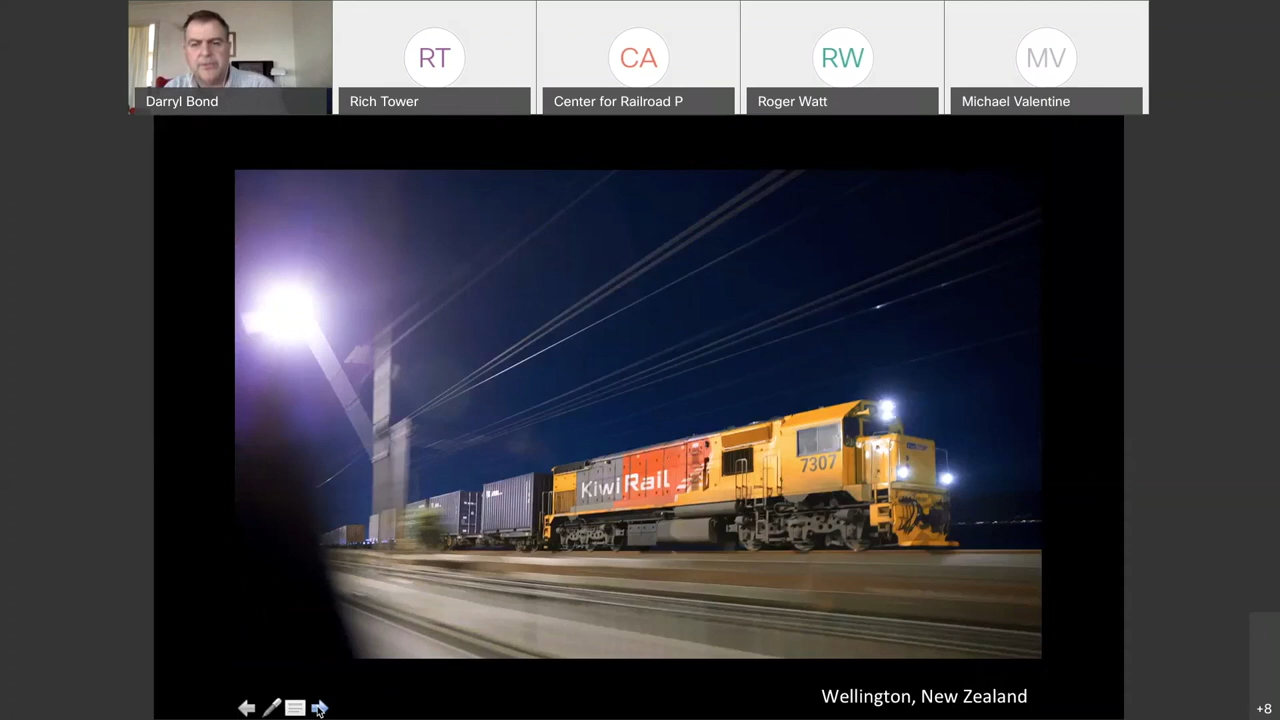 RT
CA
RW
MV
Darryl Bond
Rich Tower
Center for Railroad P
Roger Watt
Michael Valentine
KiwiRail
7307
Wellington, New Zealand
+8